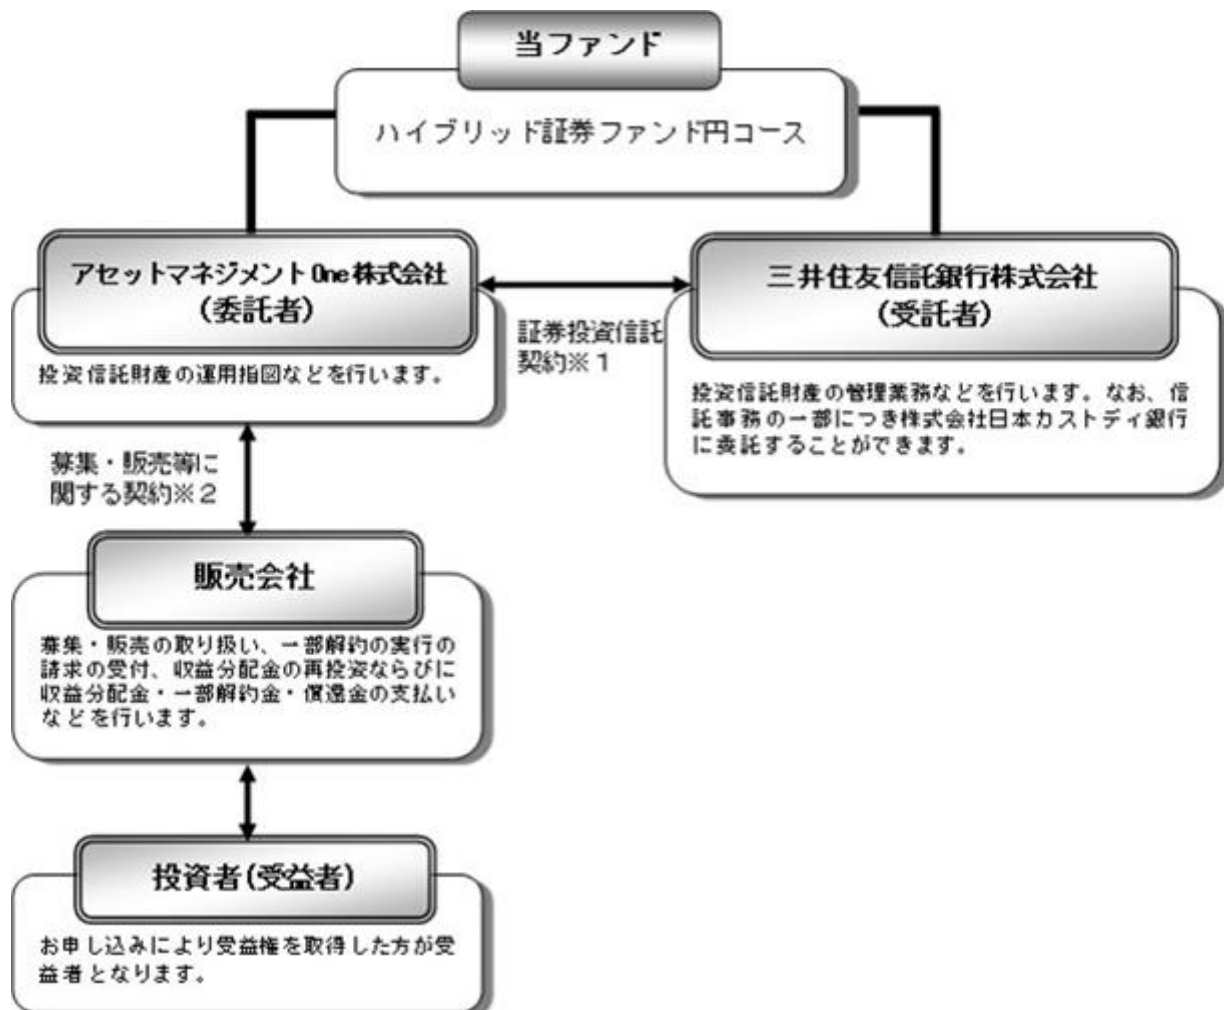 当ファンド
ハイブリッド証券ファンド円コース
アセットマネジメントOne株式会社
(委託者)
投資信託財産の運用指図などを行います。
証券投資信託
契約※1
三井住友信託銀行株式会社
(受託者)
投資信託財産の管理業務などを行います。なお、信
託事務の一部につき株式会社日本カストディ銀行
に委託することができます。
募集・販売等に
関する契約※2
販売会社
募集・販売の取り扱い、一部解約の実行の
請求の受付、収益分配金の再投資ならびに
収益分配金・一部解約金・償還金の支払い
などを行います。
投資者(受益者)
お申し込みにより受益権を取得した方が受
益者となります。